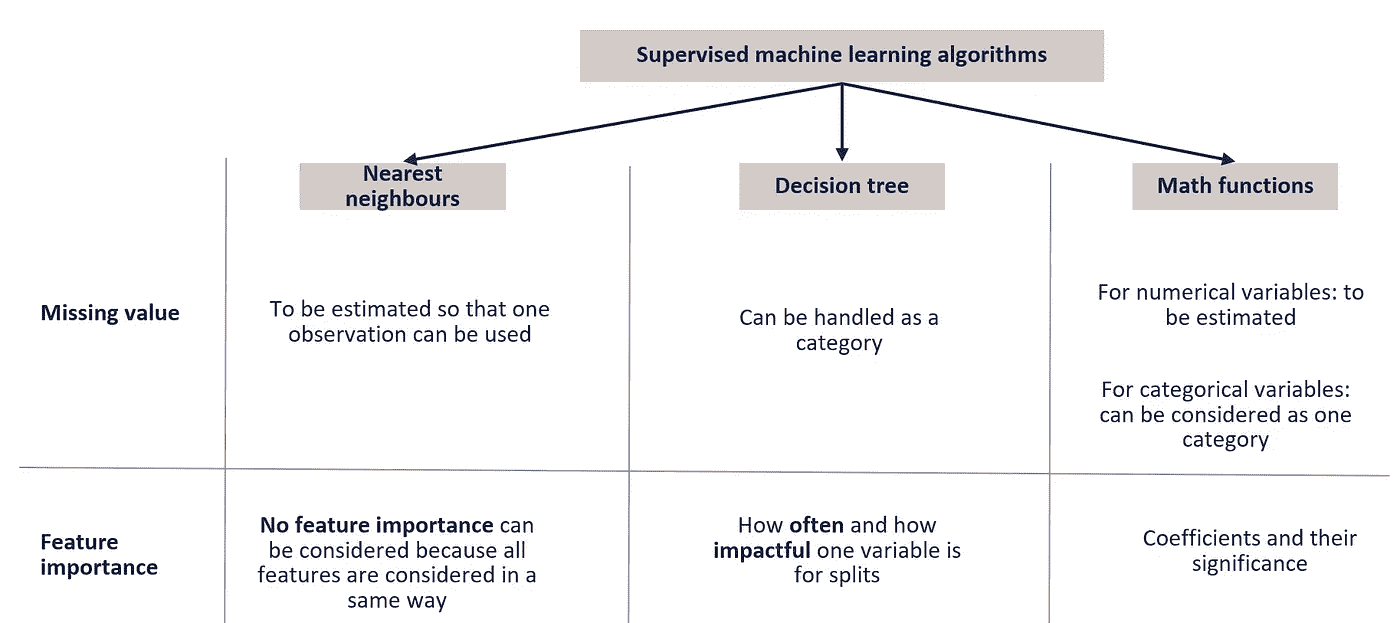 Supervised machine learning algorithms
Nearest
neighbours
Decision tree
Math functions
Missing value
To be estimated so that one
observation can be used
Can be handled as a
category
For numerical variables: to
be estimated
For categorical variables:
can be considered as one
category
Feature
importance
No feature importance can
be considered because all
features are considered in a
same way
How often and how
impactful one variable is
for splits
Coefficients and their
significance